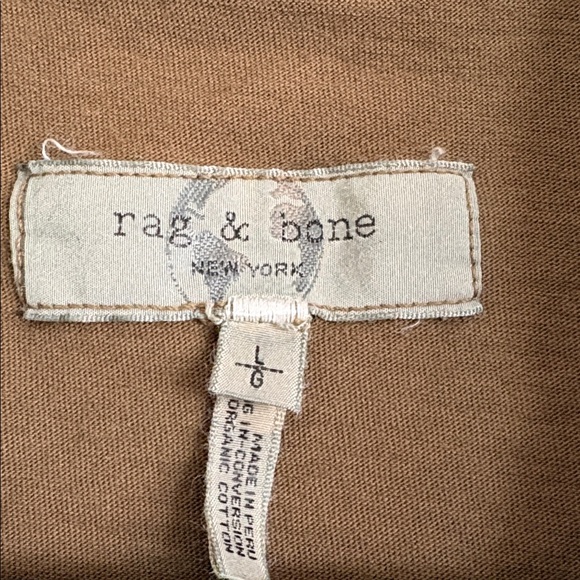 rag & bone
NEW YORK
L
G
MADE IN PERU
IN-CONVERSION
ORGANIC COTTON